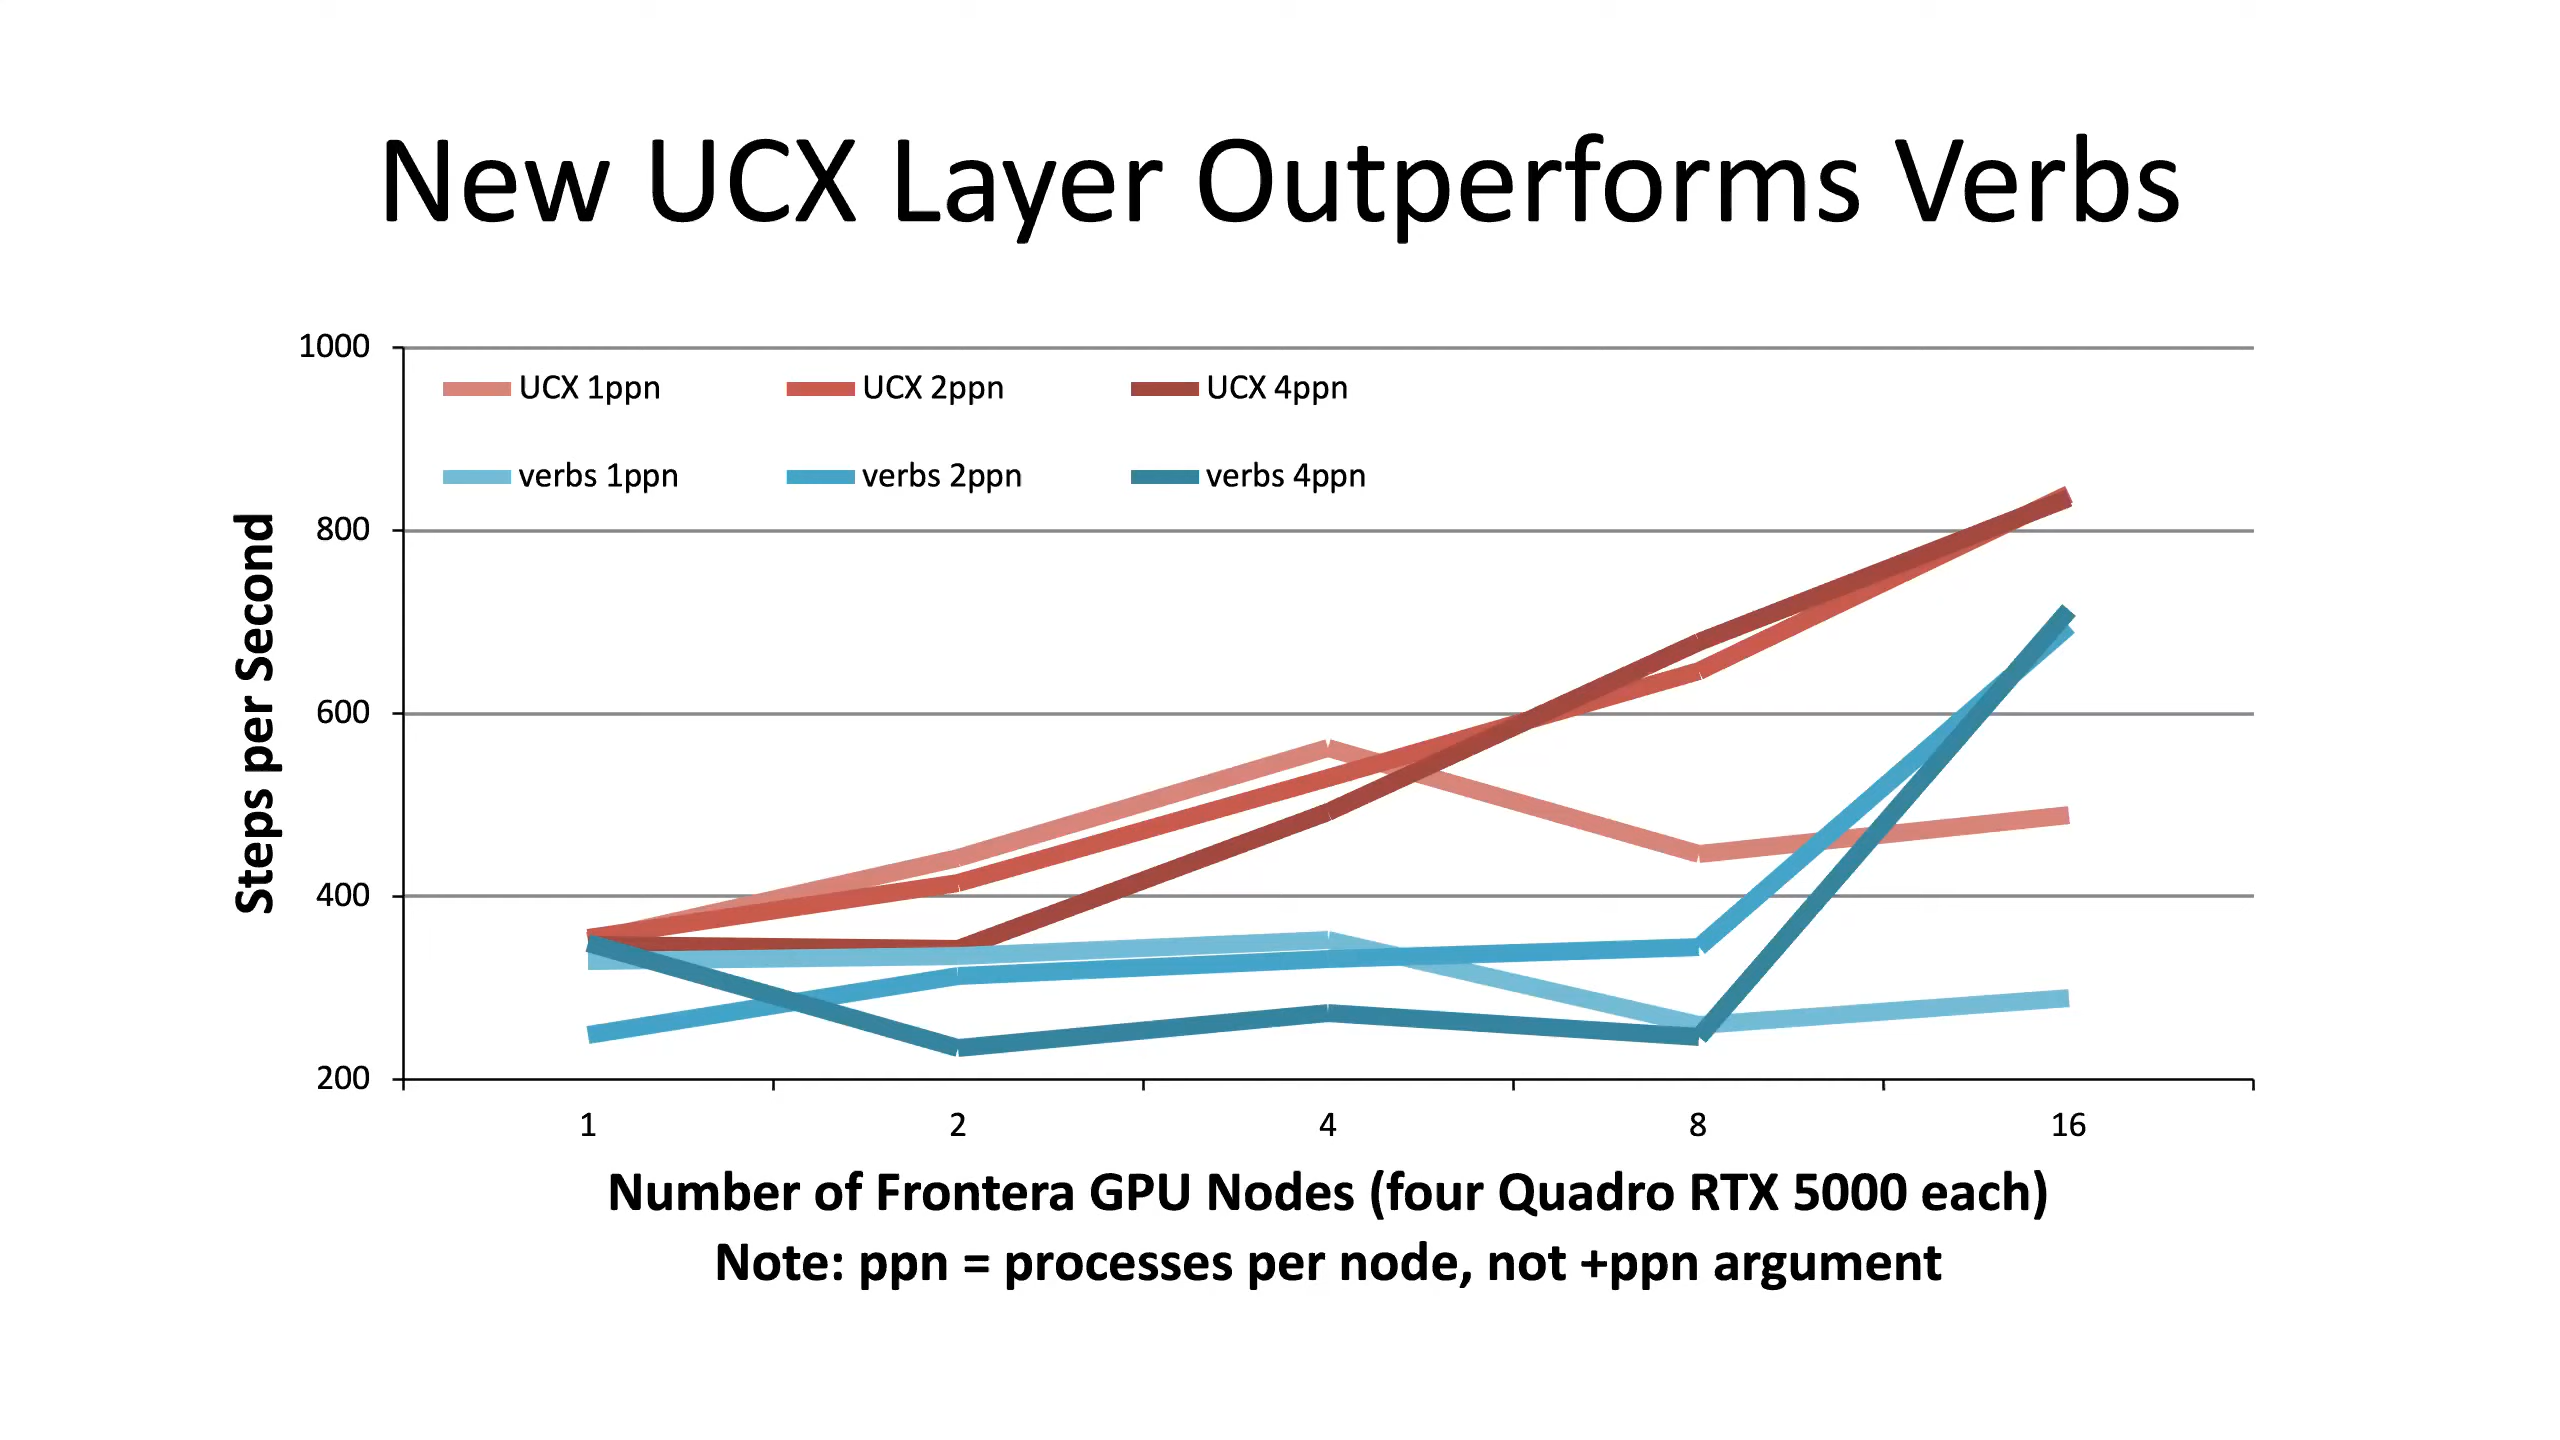 New UCX Layer Outperforms Verbs
1000
UCX 1ppn UCX 2ppn UCX 4ppn
verbs 1ppn verbs 2ppn verbs 4ppn
800
600
400
200
Steps per Second
1 2 4 8 16
Number of Frontera GPU Nodes (four Quadro RTX 5000 each)
Note: ppn = processes per node, not +ppn argument